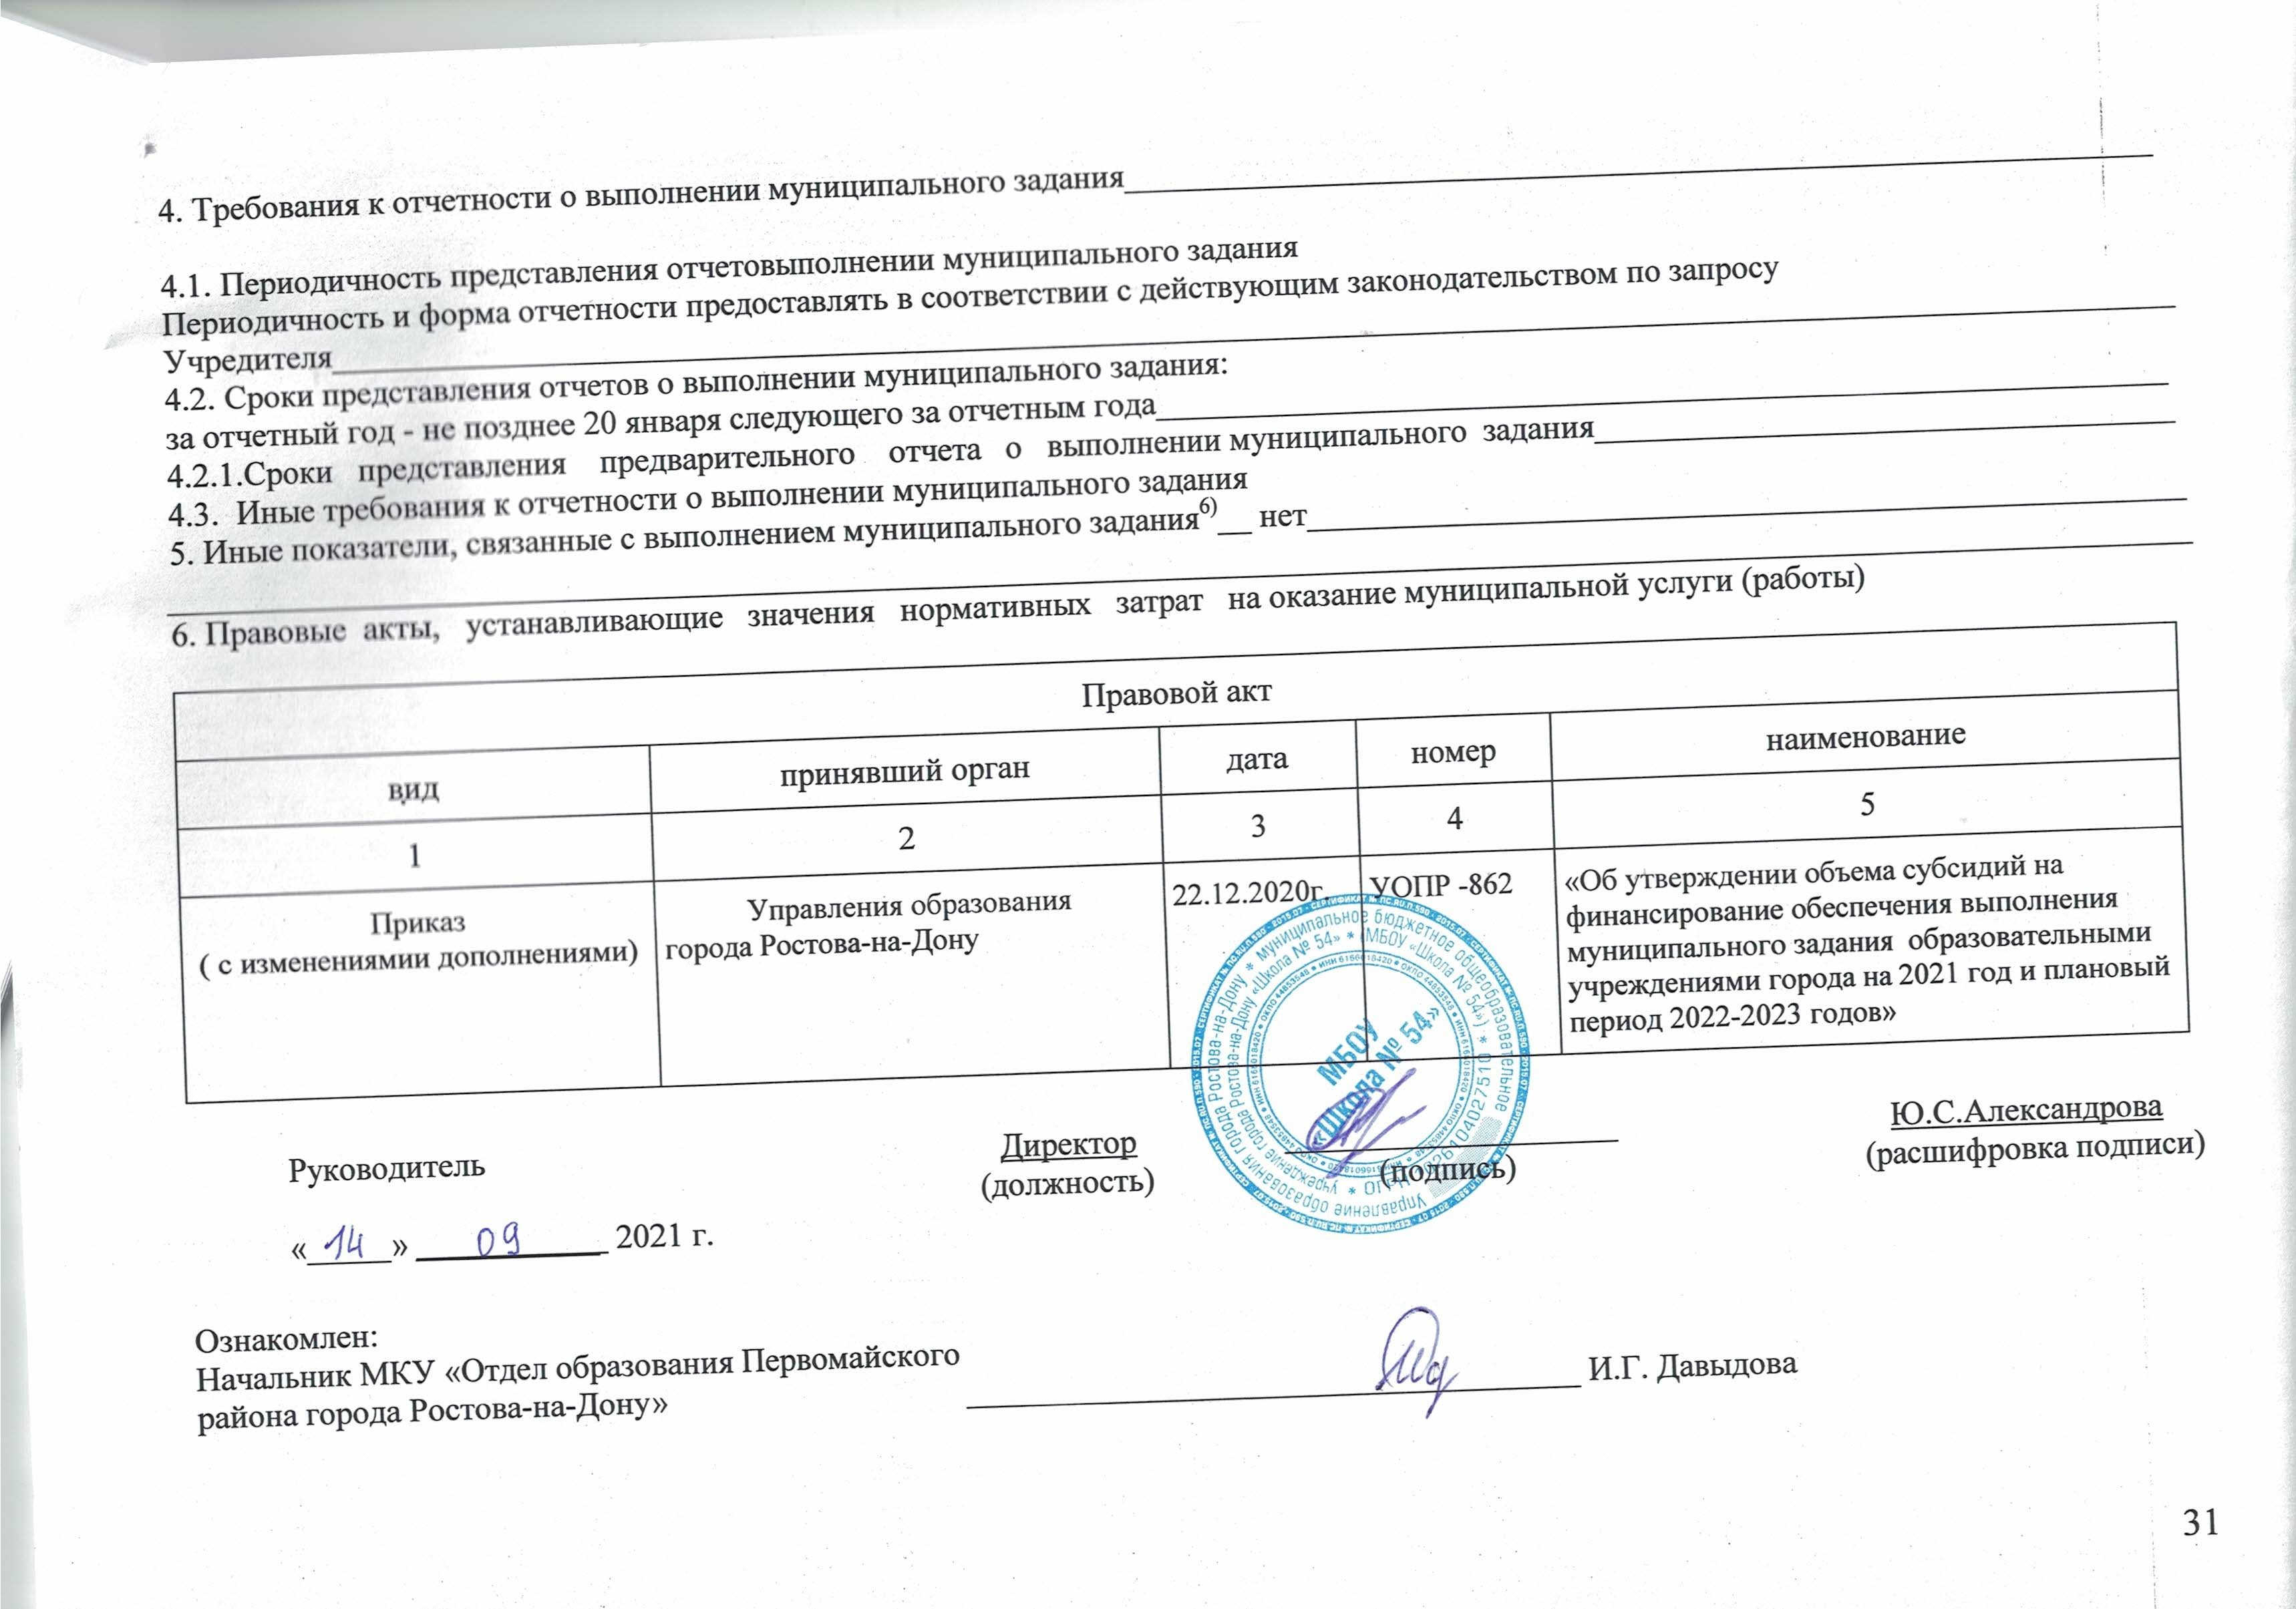 4. Требования к отчетности о выполнении муниципального задания
4.1. Периодичность представления отчетовыполнении муниципального задания
Периодичность и форма отчетности предоставлять в соответствии с действующим законодательством по запросу
Учредителя
4.2. Сроки представления отчетов о выполнении муниципального задания:
за отчетный год - не позднее 20 января следующего за отчетным года
4.2.1.Сроки представления предварительного отчета о выполнении муниципального задания
4.3. Иные требования к отчетности о выполнении муниципального задания
5. Иные показатели, связанные с выполнением муниципального задания6)__ нет
6. Правовые акты, устанавливающие значения нормативных затрат на оказание муниципальной услуги (работы)
Правовой акт
вид принявший орган дата номер наименование
1 2 3 4 5
Приказ
( с изменениямии дополнениями)
Управления образования
города Ростова-на-Дону
22.12.2020г.
УОПР -862
«Об утверждении объема субсидий на
финансирование обеспечения выполнения
муниципального задания образовательными
учреждениями города на 2021 год и плановый
период 2022-2023 годов»
МБОУ
«Школа № 54»
Руководитель Директор Ю.С.Александрова
(должность) (подпись) (расшифровка подписи)
«14» 09 2021 г.
Ознакомлен:
Начальник МКУ «Отдел образования Первомайского
района города Ростова-на-Дону» И.Г. Давыдова
31